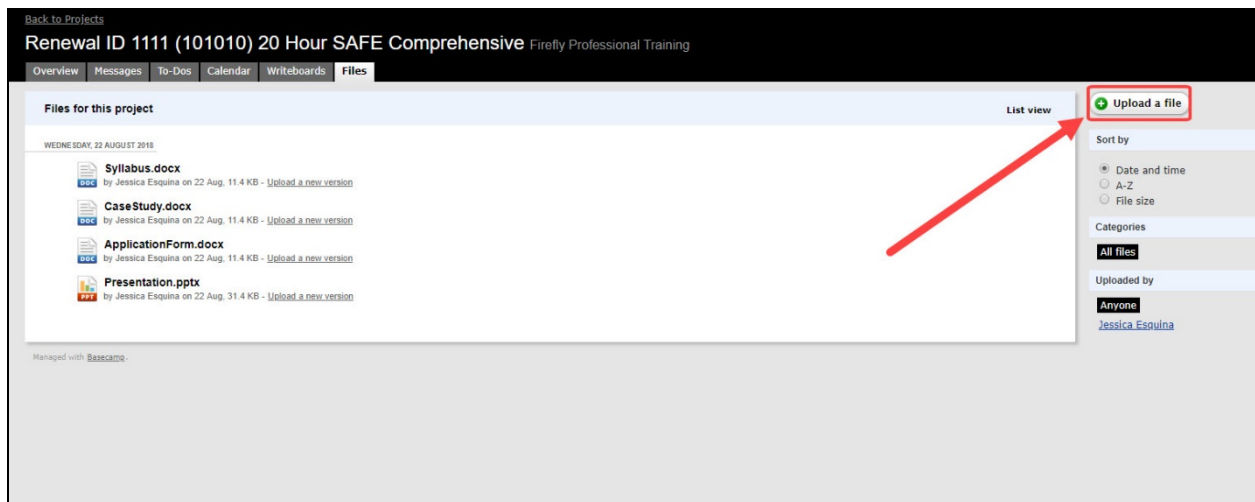 Back to Projects
Renewal ID 1111 (101010) 20 Hour SAFE Comprehensive Firefly Professional Training
Overview Messages To-Dos Calendar Writeboards Files
Files for this project List view
WEDNESDAY, 22 AUGUST 2018
Syllabus.docx
DOC by Jessica Esquina on 22 Aug, 11.4 KB - Upload a new version
CaseStudy.docx
DOC by Jessica Esquina on 22 Aug, 11.4 KB - Upload a new version
ApplicationForm.docx
DOC by Jessica Esquina on 22 Aug, 11.4 KB - Upload a new version
Presentation.pptx
PPT by Jessica Esquina on 22 Aug, 31.4 KB - Upload a new version
Managed with Basecamp.
Upload a file
Sort by
Date and time
A-Z
File size
Categories
All files
Uploaded by
Anyone
Jessica Esquina